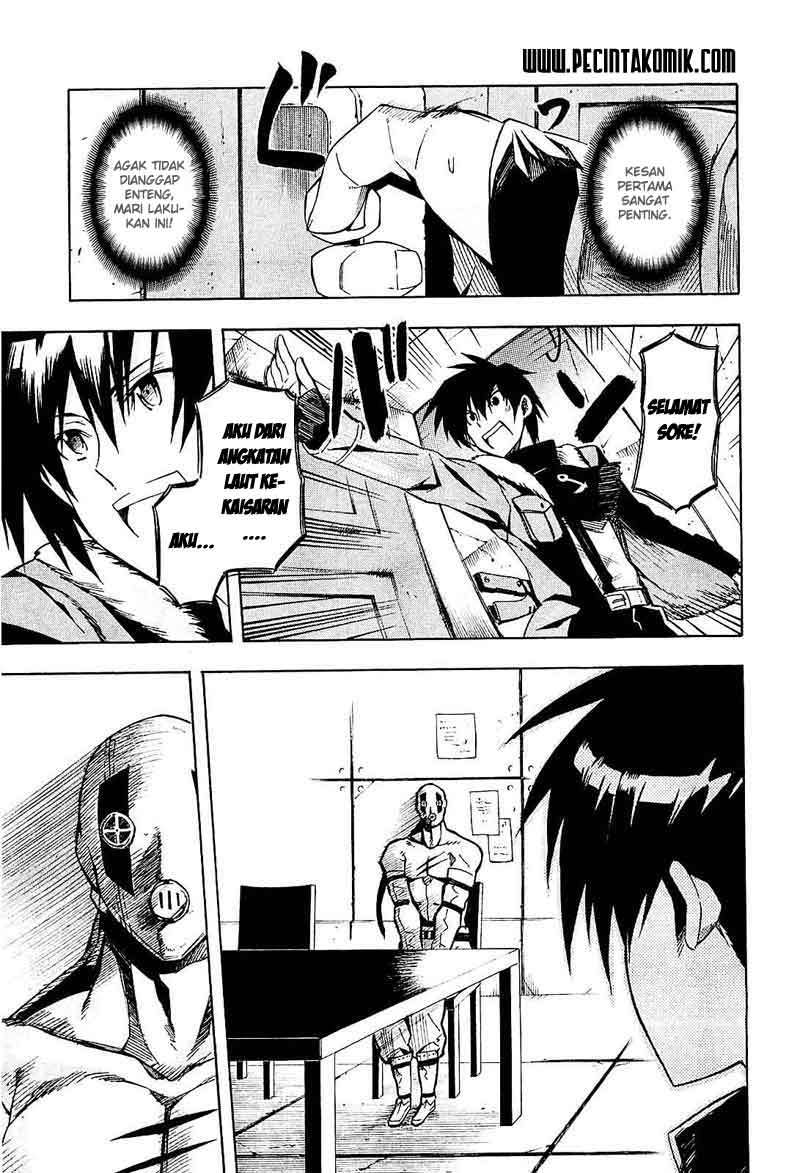 WWW.PECINTAKOMIK.COM
KESAN
PERTAMA
SANGAT
PENTING.
AGAK TIDAK
DIANGGAP
ENTENG,
MARI LAKU-
KAN INI!
SELAMAT
SORE!
AKU DARI
ANGKATAN
LAUT KE-
KAISARAN
....
AKU...